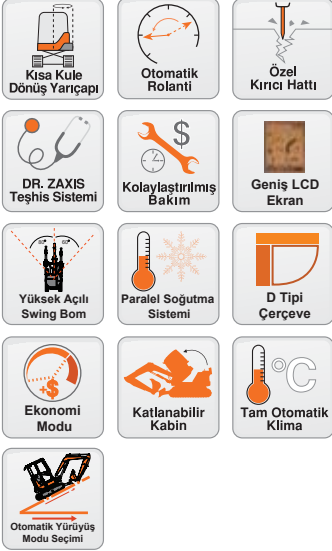 Kısa Kule
Dönüş Yarıçapı
Otomatik
Rolanti
Özel
Kırıcı Hattı
$
DR. ZAXIS
Teşhis Sistemi
Kolaylaştırılmış
Bakım
Geniş LCD
Ekran
80° 60°
Yüksek Açılı
Swing Bom
Paralel Soğutma
Sistemi
D Tipi
Çerçeve
+$
Ekonomi
Modu
Katlanabilir
Kabin
°C
Tam Otomatik
Klima
Otomatik Yürüyüş
Modu Seçimi